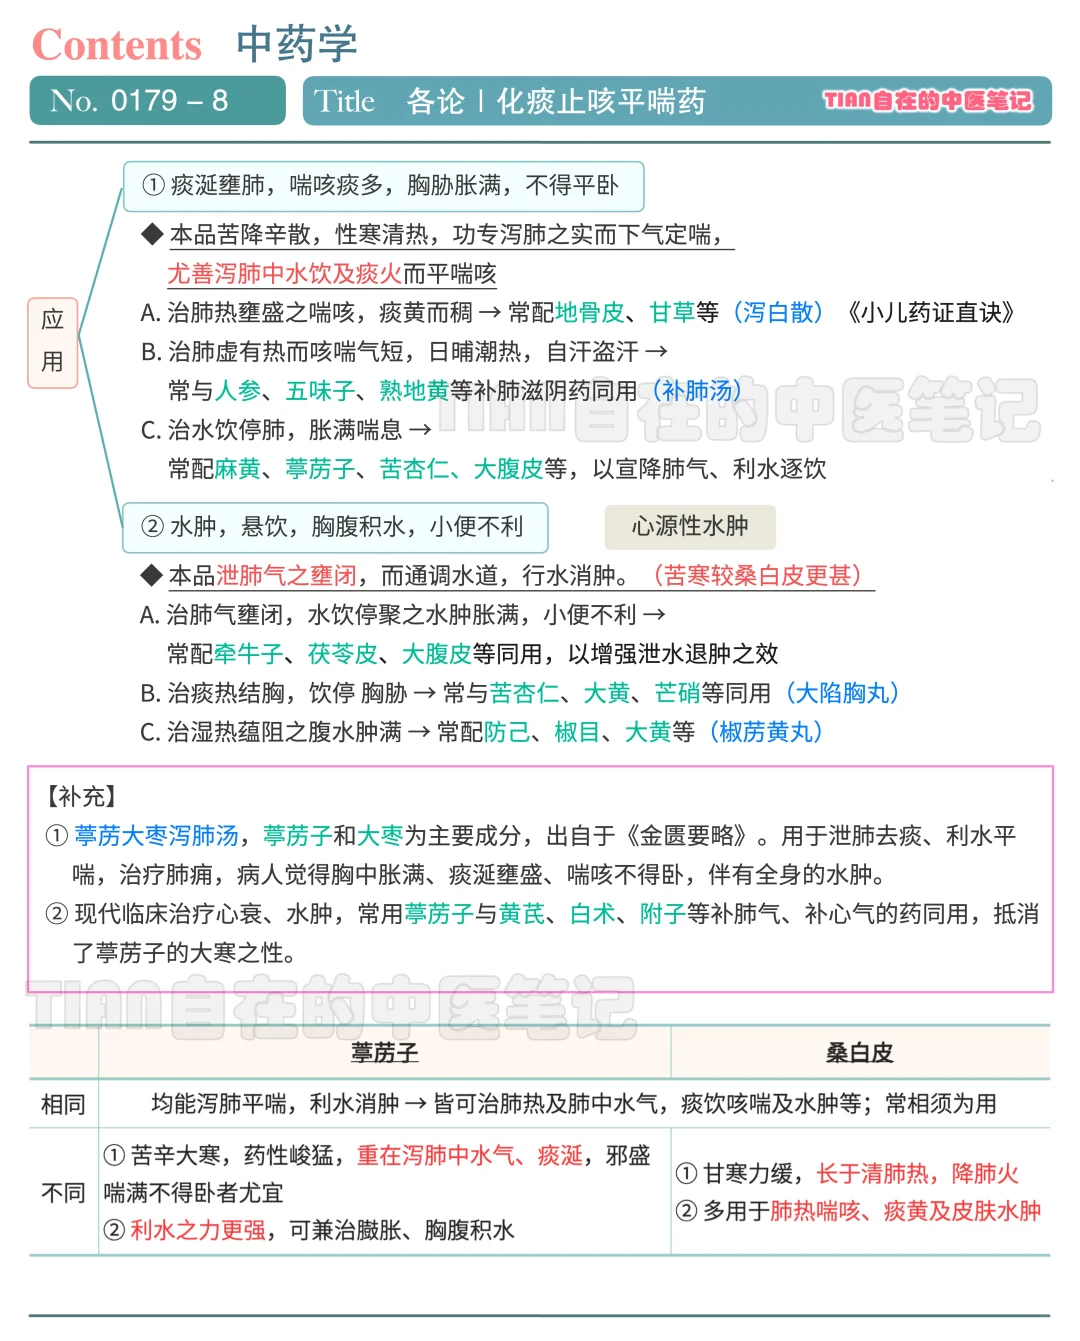 Contents 中药学
No. 0179 – 8
Title 各论 | 化痰止咳平喘药
TIAN自在的中医笔记
① 痰涎壅肺，喘咳痰多，胸胁胀满，不得平卧
◆ 本品苦降辛散，性寒清热，功专泻肺之实而下气定喘，
尤善泻肺中水饮及痰火而平喘咳
应
用
A. 治肺热壅盛之喘咳，痰黄而稠 → 常配地骨皮、甘草等（泻白散）《小儿药证直诀》
B. 治肺虚有热而咳喘气短，日晡潮热，自汗盗汗 →
常与人参、五味子、熟地黄等补肺滋阴药同用（补肺汤）
TIAN自在的中医笔记
C. 治水饮停肺，胀满喘息 →
常配麻黄、葶苈子、苦杏仁、大腹皮等，以宣降肺气、利水逐饮
② 水肿，悬饮，胸腹积水，小便不利
心源性水肿
◆ 本品泄肺气之壅闭，而通调水道，行水消肿。（苦寒较桑白皮更甚）
A. 治肺气壅闭，水饮停聚之水肿胀满，小便不利 →
常配牵牛子、茯苓皮、大腹皮等同用，以增强泄水退肿之效
B. 治痰热结胸，饮停 胸胁 → 常与苦杏仁、大黄、芒硝等同用（大陷胸丸）
C. 治湿热蕴阻之腹水肿满 → 常配防己、椒目、大黄等（椒苈黄丸）
【补充】
① 葶苈大枣泻肺汤，葶苈子和大枣为主要成分，出自于《金匮要略》。用于泄肺去痰、利水平
喘，治疗肺痈，病人觉得胸中胀满、痰涎壅盛、喘咳不得卧，伴有全身的水肿。
② 现代临床治疗心衰、水肿，常用葶苈子与黄芪、白术、附子等补肺气、补心气的药同用，抵消
了葶苈子的大寒之性。
TIAN自在的中医笔记
葶苈子 桑白皮
相同 均能泻肺平喘，利水消肿 → 皆可治肺热及肺中水气，痰饮咳喘及水肿等；常相须为用
不同
① 苦辛大寒，药性峻猛，重在泻肺中水气、痰涎，邪盛
喘满不得卧者尤宜
② 利水之力更强，可兼治臌胀、胸腹积水
① 甘寒力缓，长于清肺热，降肺火
② 多用于肺热喘咳、痰黄及皮肤水肿